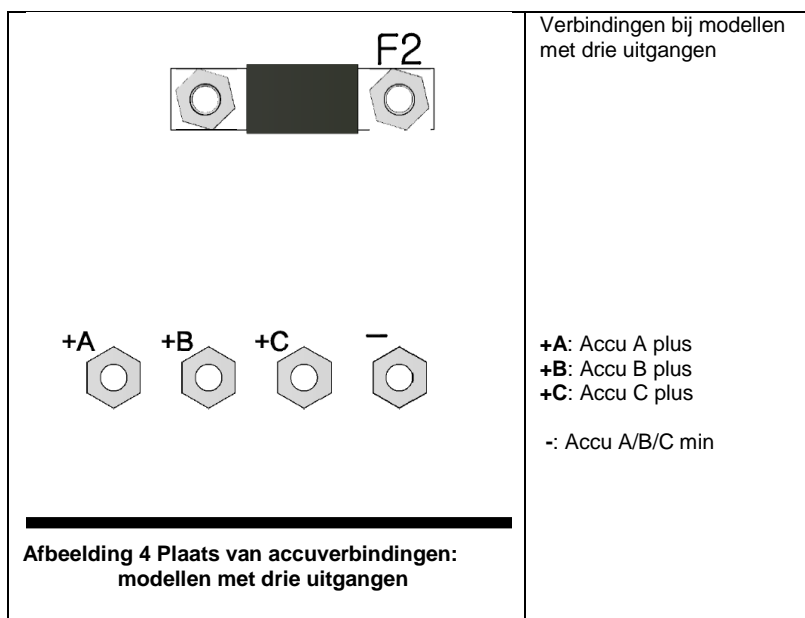 F2
+A +B +C −
Afbeelding 4 Plaats van accuverbindingen:
modellen met drie uitgangen
Verbindingen bij modellen
met drie uitgangen
+A: Accu A plus
+B: Accu B plus
+C: Accu C plus
-: Accu A/B/C min